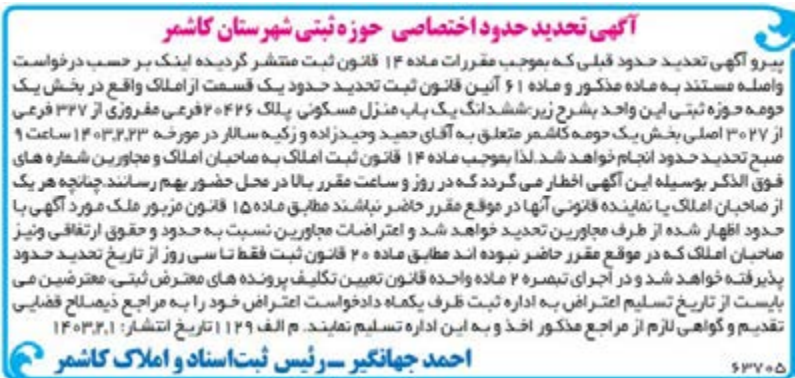 آگهی تحدید حدود اختصاصی حوزه ثبتی شهرستان کاشمر
پیرو آگهی تحدید حدود قبلی که بموجب مقررات ماده ۱۴ قانون ثبت منتشر گردیده اینک بر حسب درخواست
واصله مستند به ماده مذکور و ماده ۶۱ آئین قانون ثبت تحدید حدود یک قسمت از املاک واقع در بخش یک
حومه حوزه ثبتی این واحد بشرح زیر:ششدانگ یک باب منزل مسکونی پلاک ۲۰۴۲۶فرعی مفروزی از ۳۲۷ فرعی
از ۳۰۲۷ اصلی بخش یک حومه کاشمر متعلق به آقای حمید وحیدزاده و زکیه سالار در مورخه ۱۴۰۳,۲,۲۳ ساعت ۹
صبح تحدید حدود انجام خواهد شد.لذا بموجب ماده ۱۴ قانون ثبت املاک به صاحبان املاک و مجاورین شماره های
فوق الذکر بوسیله این آگهی اخطار می گردد که در روز و ساعت مقرر بالا در محل حضور بهم رسانند.چنانچه هر یک
از صاحبان املاک یا نماینده قانونی آنها در موقع مقرر حاضر نباشند مطابق ماده۱۵ قانون مزبور ملک مورد آگهی با
حدود اظهار شده از طرف مجاورین تحدید خواهد شد و اعتراضات مجاورین نسبت به حدود و حقوق ارتفاقی ونیز
صاحبان املاک که در موقع مقرر حاضر نبوده اند مطابق ماده ۲۰ قانون ثبت فقط تا سی روز از تاریخ تحدید حدود
پذیرفته خواهد شد و در اجرای تبصره ۲ ماده واحده قانون تعیین تکلیف پرونده های معترض ثبتی، معترضین می
بایست از تاریخ تسلیم اعتراض به اداره ثبت ظرف یکماه دادخواست اعتراض خود را به مراجع ذیصلاح قضایی
تقدیم و گواهی لازم از مراجع مذکور اخذ و به این اداره تسلیم نمایند. م الف ۱۱۲۹ تاریخ انتشار: ۱۴۰۳,۲,۱
احمد جهانگیر – رئیس ثبت اسناد و املاک کاشمر
۶۳۷۰۵